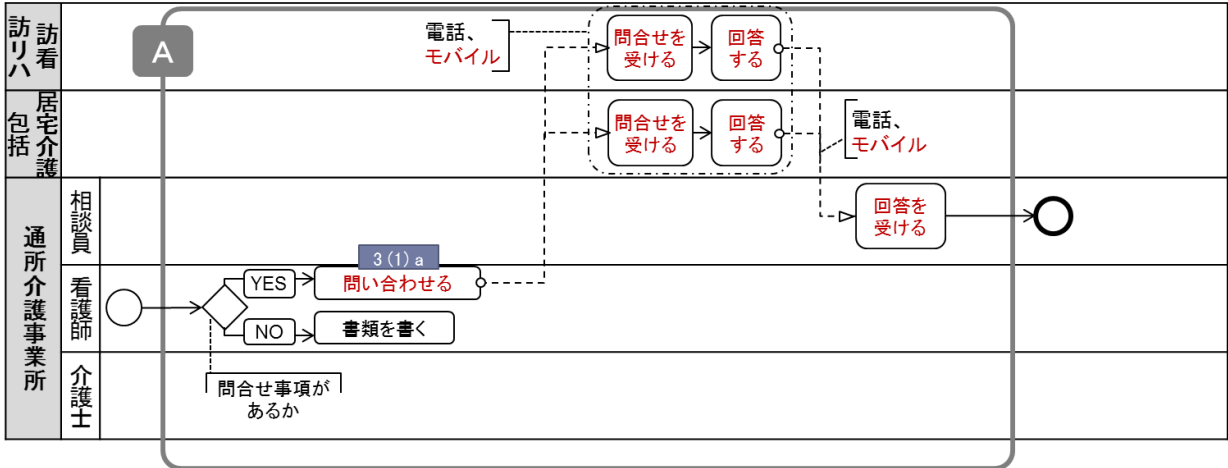 訪看
訪リハ
A
電話、
モバイル
問合せを
受ける
回答
する
居宅介護
包括
問合せを
受ける
回答
する
電話、
モバイル
通所介護事業所
相談員
回答を
受ける
看護師
3 (1) a
YES
問い合わせる
NO
書類を書く
介護士
問合せ事項が
あるか